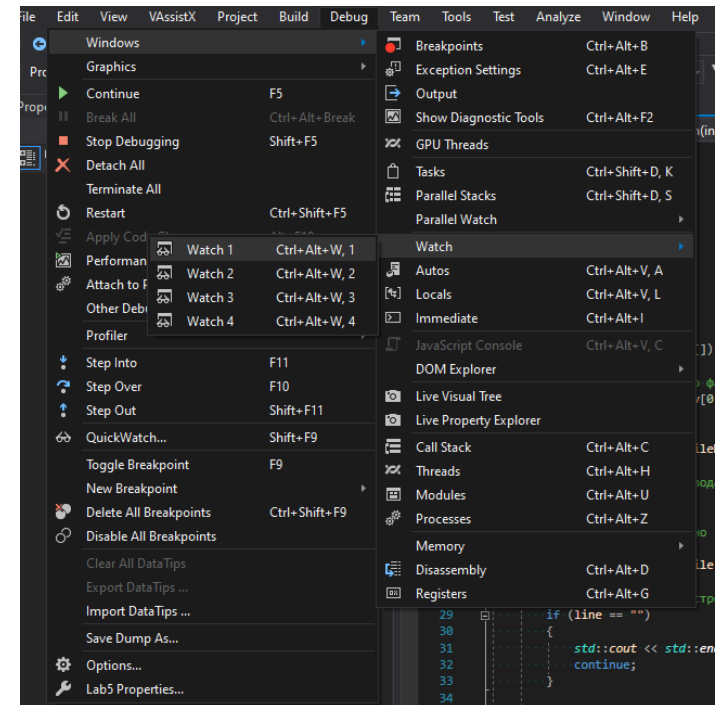 File Edit View VAssistX Project Build Debug Team Tools Test Analyze Window Help
Windows
Graphics
Continue F5
Break All Ctrl+Alt+Break
Stop Debugging Shift+F5
Detach All
Terminate All
Restart Ctrl+Shift+F5
Attach to
Profiler
Step Into F11
Step Over F10
Step Out Shift+F11
QuickWatch... Shift+F9
Toggle Breakpoint F9
New Breakpoint
Delete All Breakpoints Ctrl+Shift+F9
Disable All Breakpoints
Clear All DataTips
Export DataTips ...
Import DataTips ...
Save Dump As...
Options...
Lab5 Properties...
Watch 1 Ctrl+Alt+W, 1
Watch 2 Ctrl+Alt+W, 2
Watch 3 Ctrl+Alt+W, 3
Watch 4 Ctrl+Alt+W, 4
Breakpoints Ctrl+Alt+B
Exception Settings Ctrl+Alt+E
Output
Show Diagnostic Tools Ctrl+Alt+F2
GPU Threads
Tasks Ctrl+Shift+D, K
Parallel Stacks Ctrl+Shift+D, S
Parallel Watch
Watch
Autos Ctrl+Alt+V, A
Locals Ctrl+Alt+V, L
Immediate Ctrl+Alt+I
JavaScript Console Ctrl+Alt+V, C
DOM Explorer
Live Visual Tree
Live Property Explorer
Call Stack Ctrl+Alt+C
Threads Ctrl+Alt+H
Modules Ctrl+Alt+U
Processes Ctrl+Alt+Z
Memory
Disassembly Ctrl+Alt+D
Registers Ctrl+Alt+G
29 if (line == "")
30 {
31 std::cout << std::en
32 continue;
33 }
34